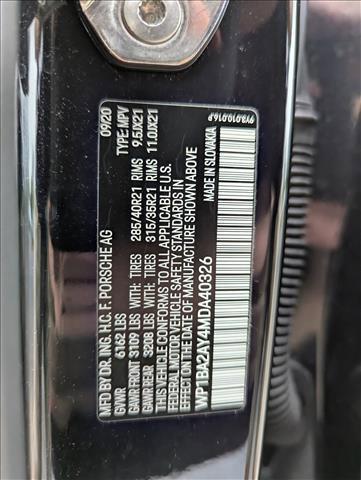 MFD BY DR. ING. H.C. F. PORSCHE AG 09/20
GVWR 6162 LBS TYPE: MPV
GAWR FRONT 3109 LBS WITH TIRES 285/40R21 RIMS 9.5JX21
GAWR REAR 3208 LBS WITH TIRES 315/35R21 RIMS 11.0JX21
THIS VEHICLE CONFORMS TO ALL APPLICABLE U.S.
FEDERAL MOTOR VEHICLE SAFETY STANDARDS IN EFFECT ON THE DATE
OF MANUFACTURE SHOWN ABOVE
WP1BA2AY4MDA40326 MADE IN SLOVAKIA
9Y3.010.016.P